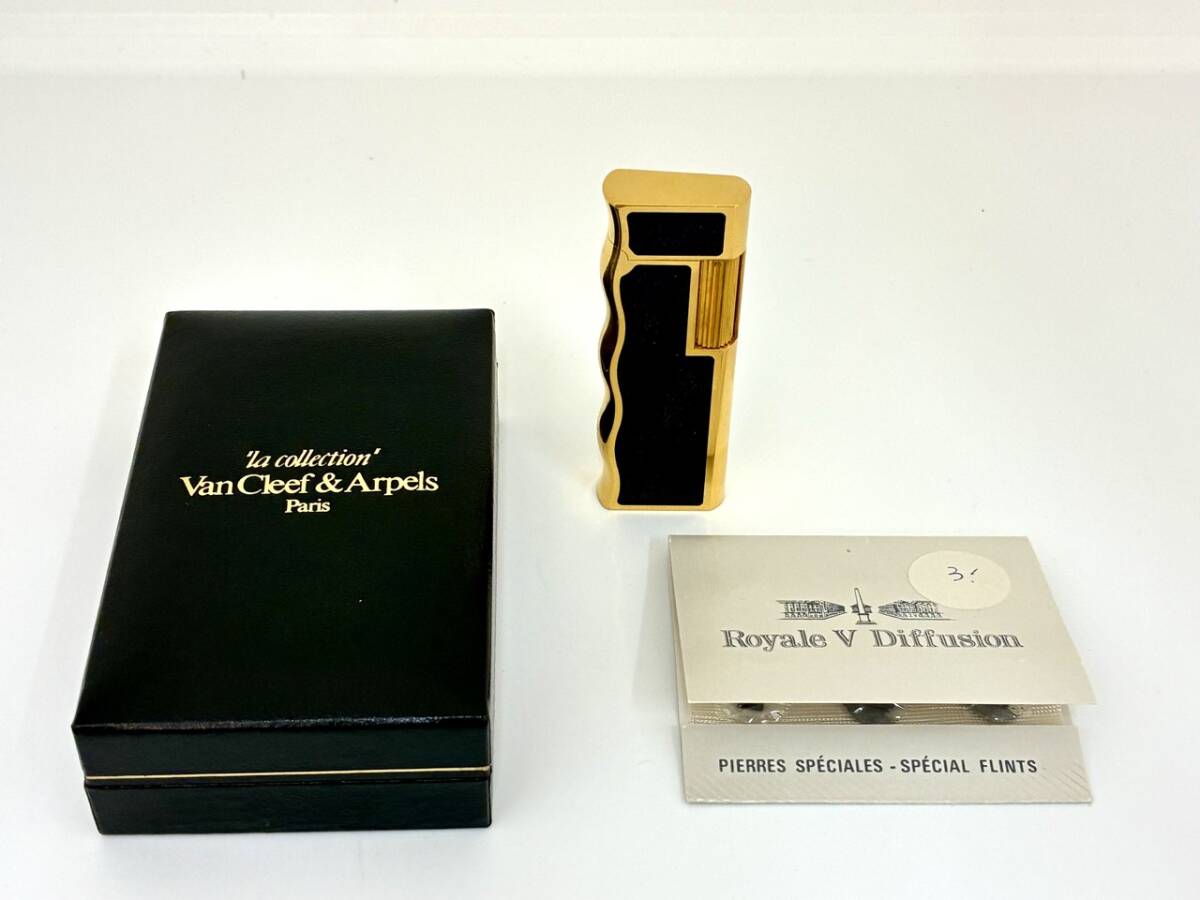 'la collection'
Van Cleef & Arpels
Paris
3!
Royale V Diffusion
PIERRES SPÉCIALES - SPÉCIAL FLINTS